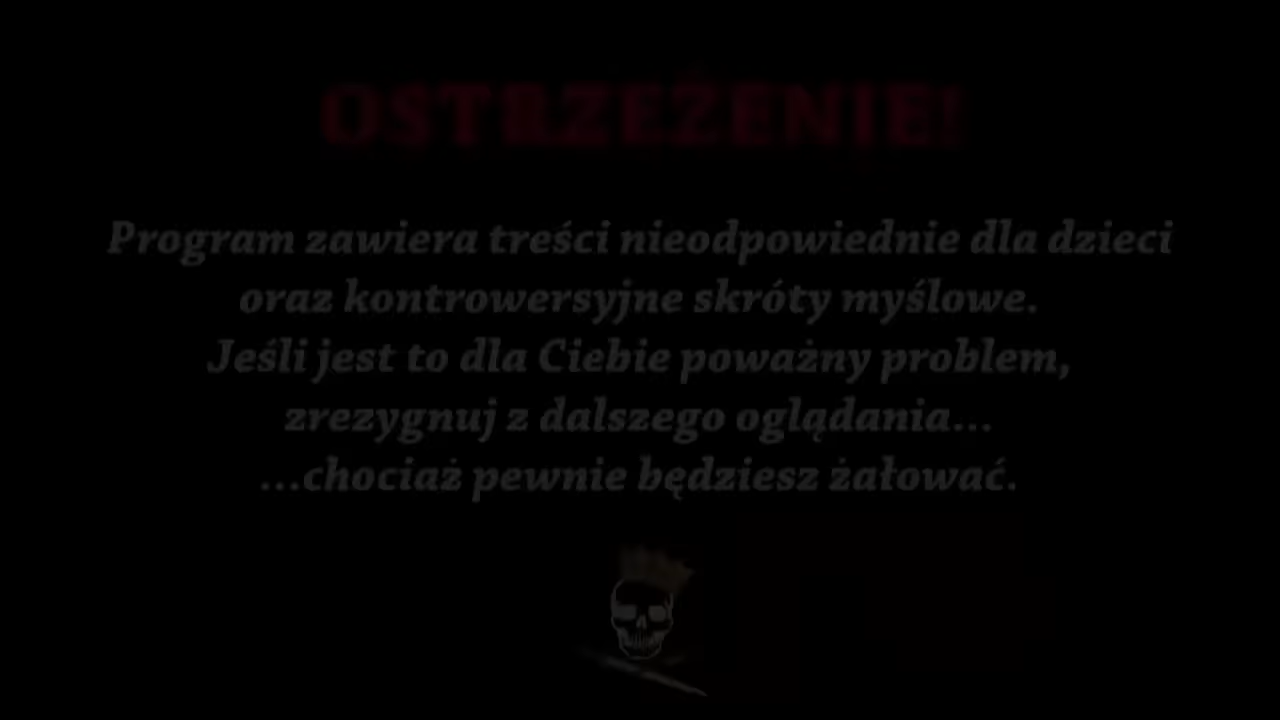 OSTRZEŻENIE!
Program zawiera treści nieodpowiednie dla dzieci
oraz kontrowersyjne skróty myślowe.
Jeśli jest to dla Ciebie poważny problem,
zrezygnuj z dalszego oglądania...
...chociaż pewnie będziesz żałować.